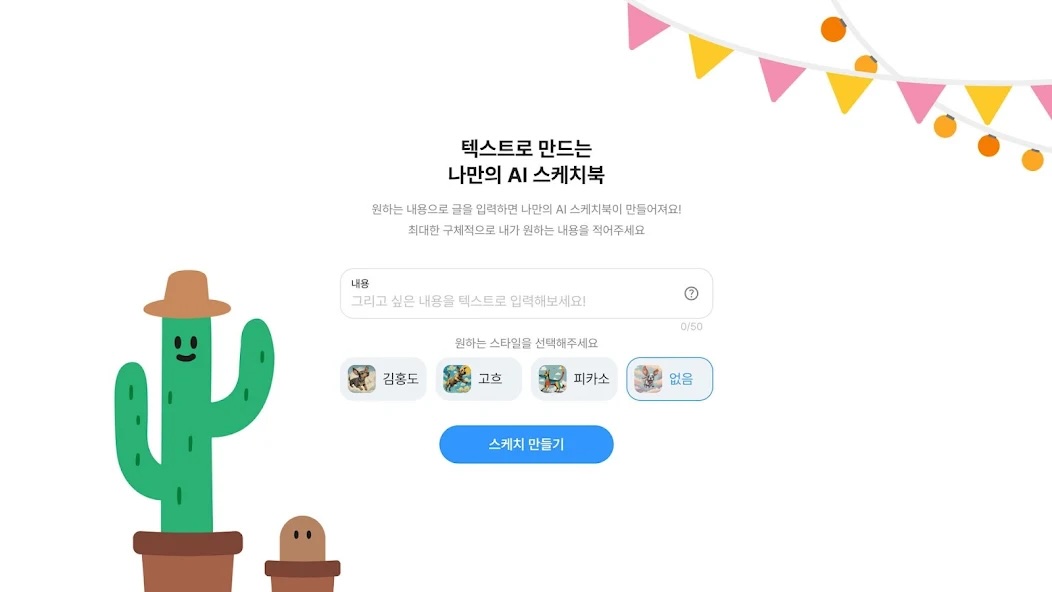 텍스트로 만드는
나만의 AI 스케치북
원하는 내용으로 글을 입력하면 나만의 AI 스케치북이 만들어져요!
최대한 구체적으로 내가 원하는 내용을 적어주세요
내용
그리고 싶은 내용을 텍스트로 입력해보세요!
?
0/50
원하는 스타일을 선택해주세요
김홍도 고흐 피카소 없음
스케치 만들기